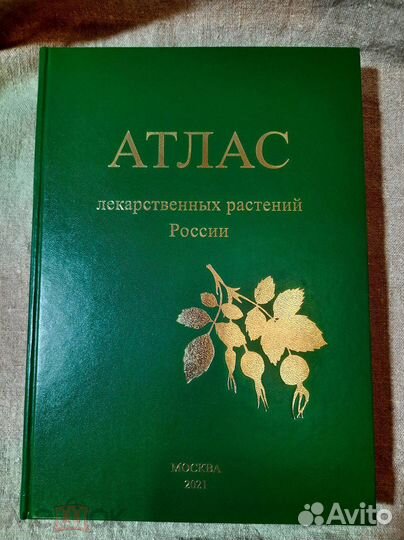 АТЛАС
лекарственных растений
России
МОСКВА
2021
Avito